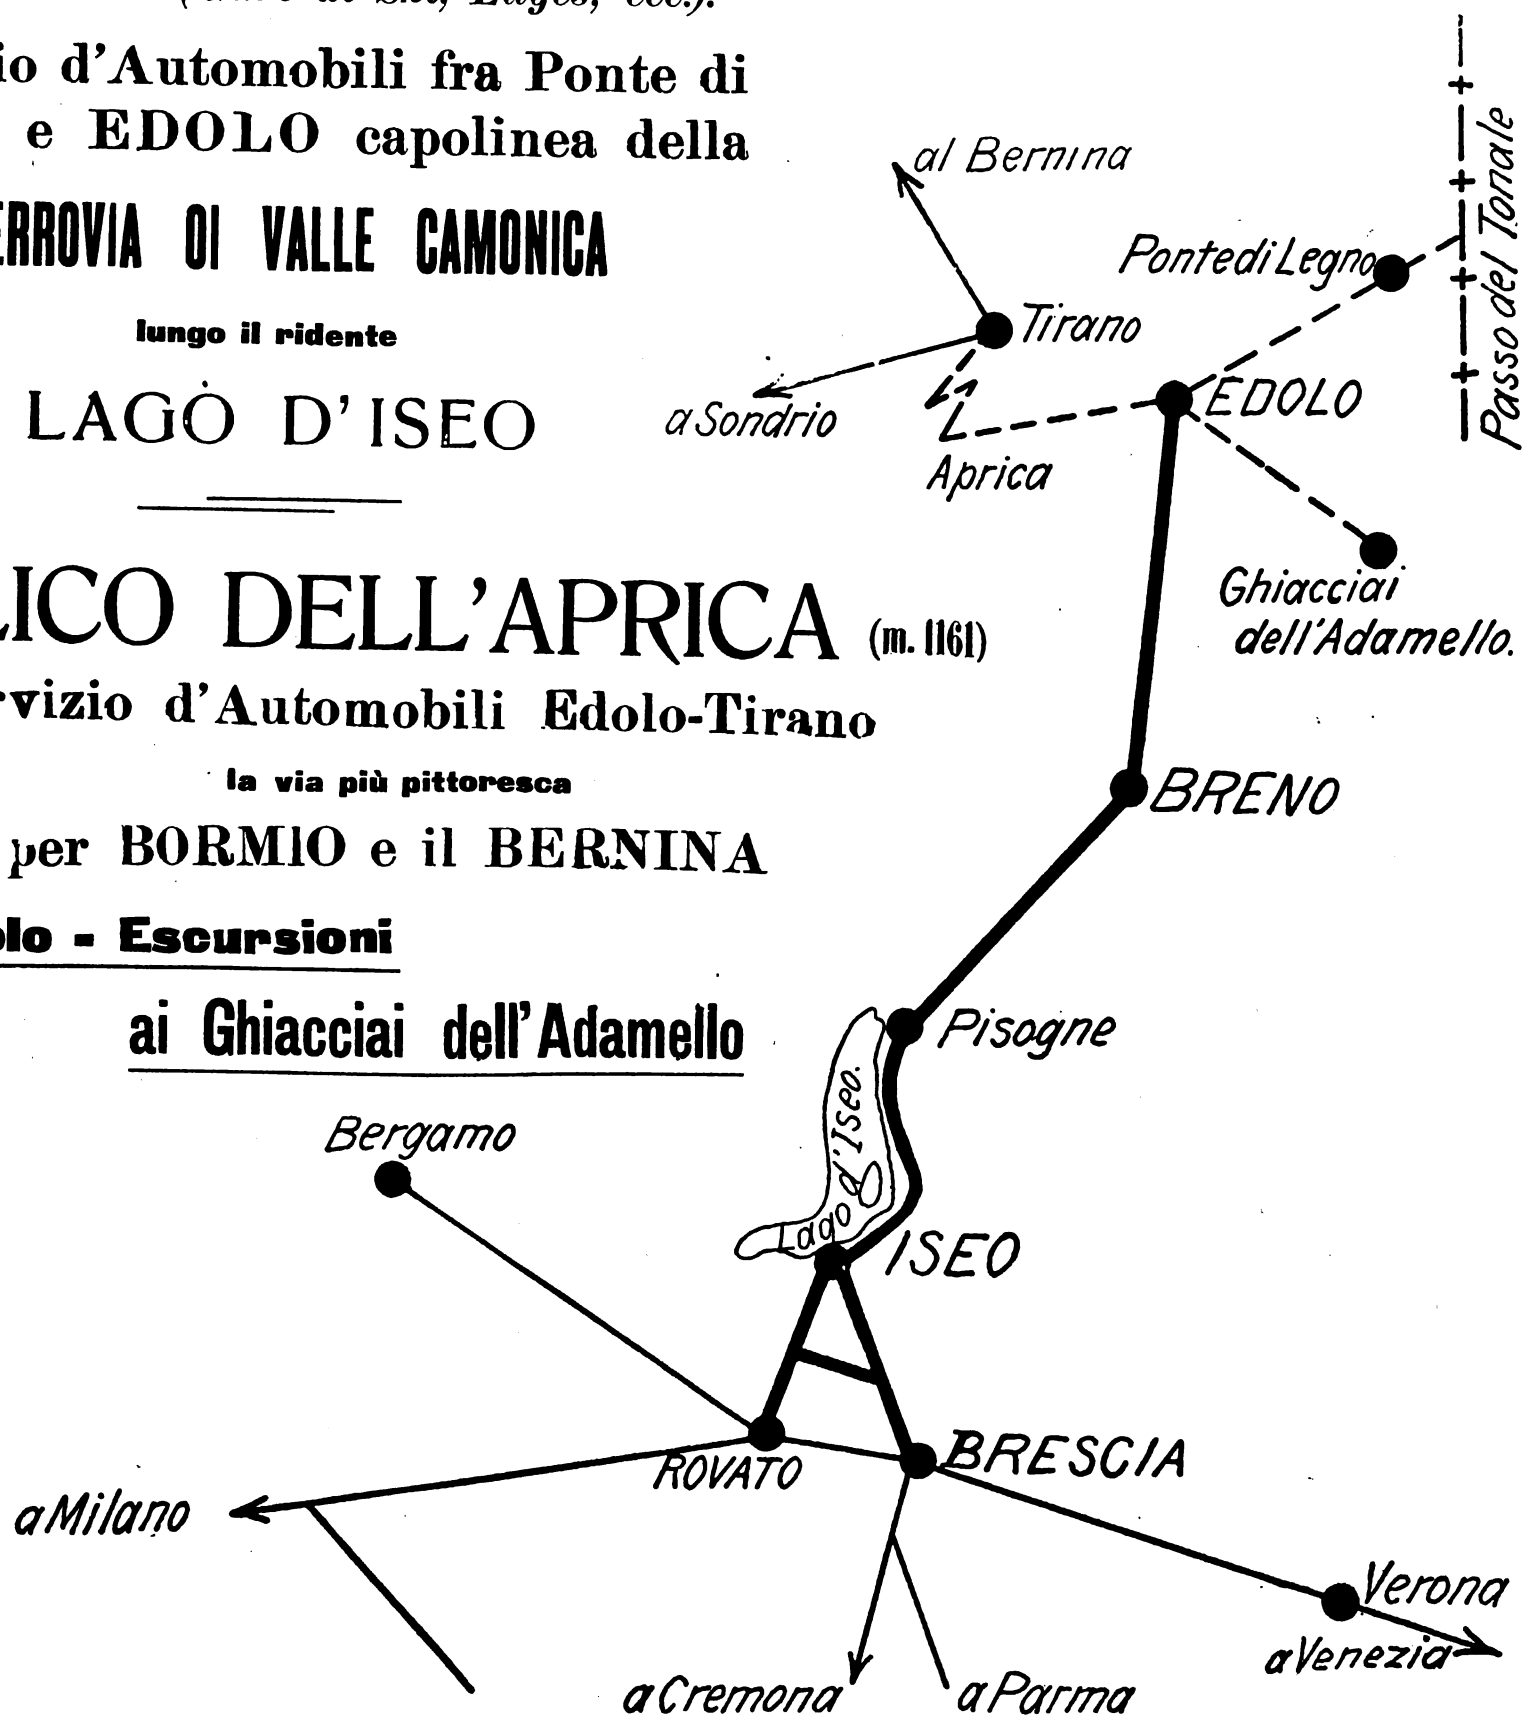 io d'Automobili fra Ponte di
e EDOLO capolinea della
ERROVIA DI VALLE CAMONICA
lungo il ridente
LAGO D'ISEO
LICO DELL'APRICA (m. 1161)
rvizio d'Automobili Edolo-Tirano
la via più pittoresca
per BORMIO e il BERNINA
olo - Escursioni
ai Ghiacciai dell'Adamello
al Bernina
Ponte di Legno
Passo del Tonale
Tirano
a Sondrio
EDOLO
Aprica
Ghiacciai
dell'Adamello.
BRENO
Pisogne
Lago d'Iseo.
Bergamo
ISEO
ROVATO
BRESCIA
a Milano
Verona
a Venezia
a Cremona
a Parma